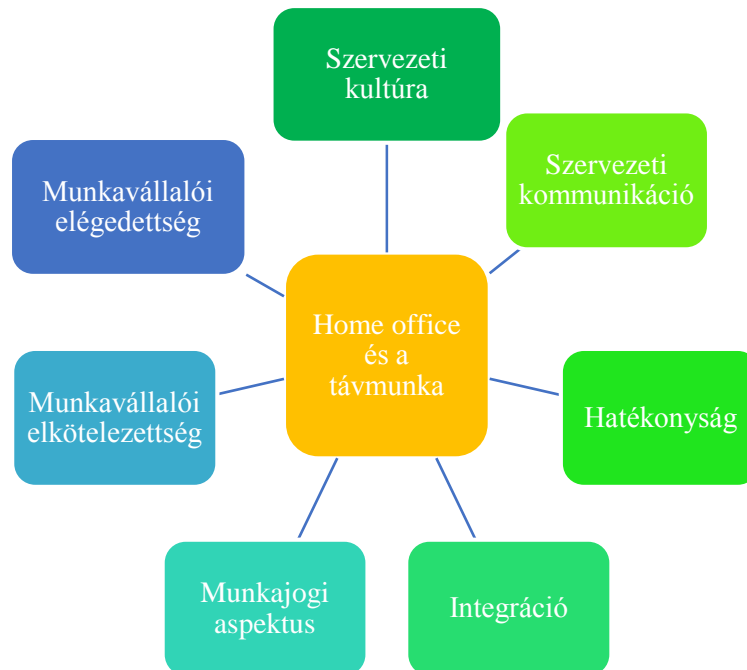 Szervezeti
kultúra
Szervezeti
kommunikáció
Munkavállalói
elégedettség
Home office
és a
távmunka
Munkavállalói
elkötelezettség
Hatékonyság
Munkajogi
aspektus
Integráció